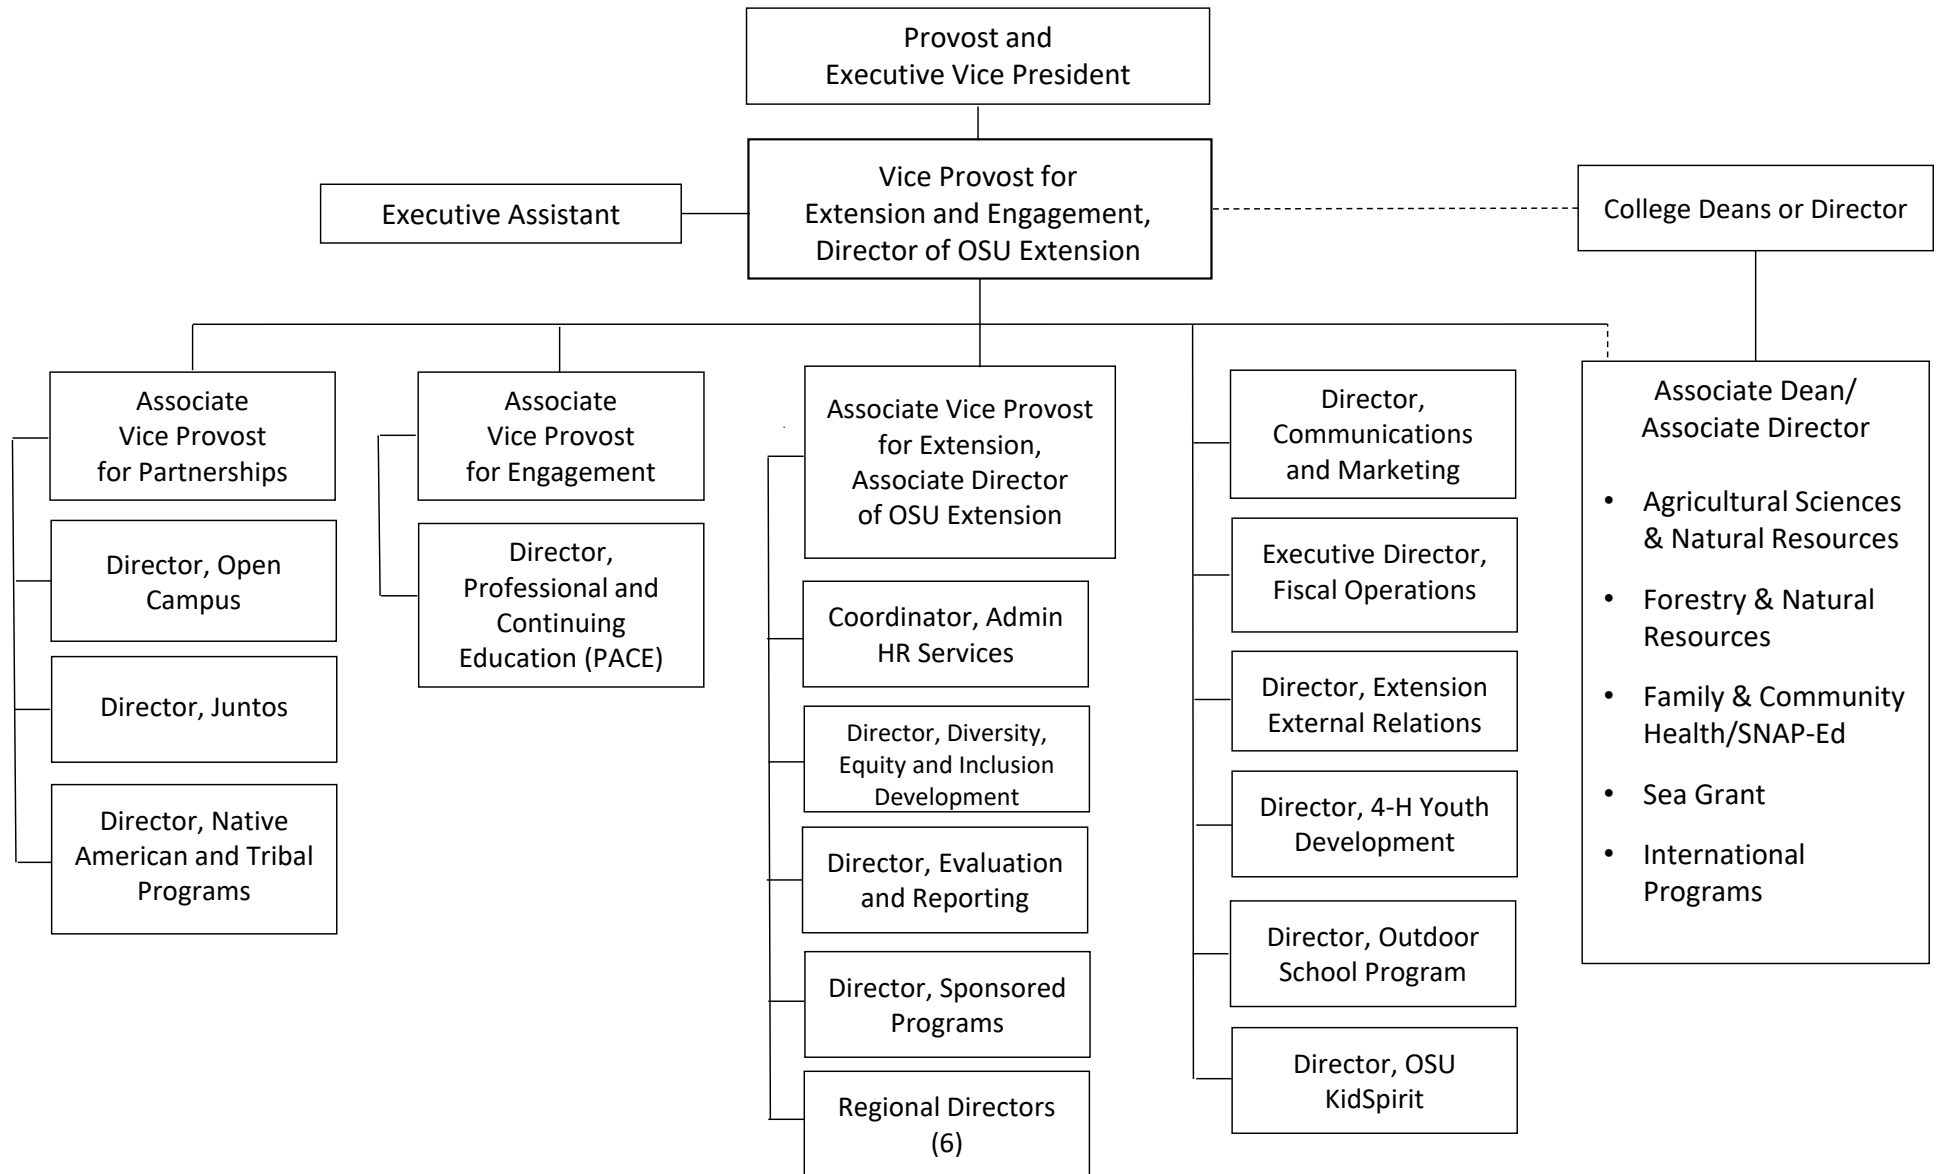 Provost and
Executive Vice President
Vice Provost for
Extension and Engagement,
Director of OSU Extension
Executive Assistant
College Deans or Director
Associate
Vice Provost
for Partnerships
Director, Open
Campus
Director, Juntos
Director, Native
American and Tribal
Programs
Associate
Vice Provost
for Engagement
Director,
Professional and
Continuing
Education (PACE)
Associate Vice Provost
for Extension,
Associate Director
of OSU Extension
Coordinator, Admin
HR Services
Director, Diversity,
Equity and Inclusion
Development
Director, Evaluation
and Reporting
Director, Sponsored
Programs
Regional Directors
(6)
Director,
Communications
and Marketing
Executive Director,
Fiscal Operations
Director, Extension
External Relations
Director, 4-H Youth
Development
Director, Outdoor
School Program
Director, OSU
KidSpirit
Associate Dean/
Associate Director
• Agricultural Sciences
& Natural Resources
• Forestry & Natural
Resources
• Family & Community
Health/SNAP-Ed
• Sea Grant
• International
Programs